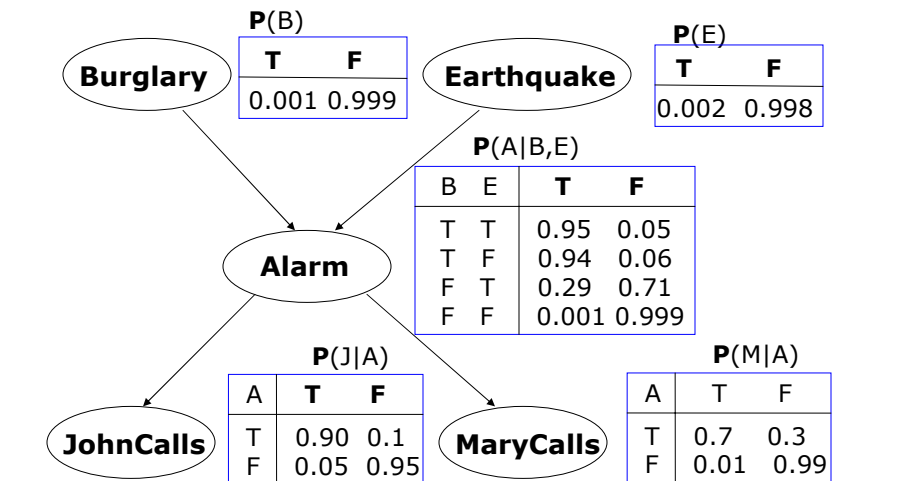 P(B)
P(E)
Burglary
T F
0.001 0.999
Earthquake
T F
0.002 0.998
P(A|B,E)
B E T F
T T 0.95 0.05
T F 0.94 0.06
F T 0.29 0.71
F F 0.001 0.999
Alarm
P(J|A)
A T F
T 0.90 0.1
F 0.05 0.95
P(M|A)
A T F
T 0.7 0.3
F 0.01 0.99
JohnCalls
MaryCalls